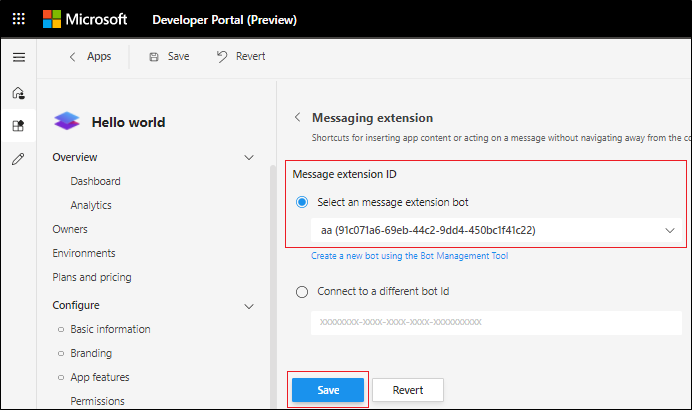 Microsoft Developer Portal (Preview)
Apps Save Revert
Hello world
Overview
Dashboard
Analytics
Owners
Environments
Plans and pricing
Configure
Basic information
Branding
App features
Permissions
Messaging extension
Shortcuts for inserting app content or acting on a message without navigating away from the co
Message extension ID
Select an message extension bot
aa (91c071a6-69eb-44c2-9dd4-450bc1f41c22)
Create a new bot using the Bot Management Tool
Connect to a different bot Id
xxxxxxxx-xxxx-xxxx-xxxx-xxxxxxxxxx
Save Revert